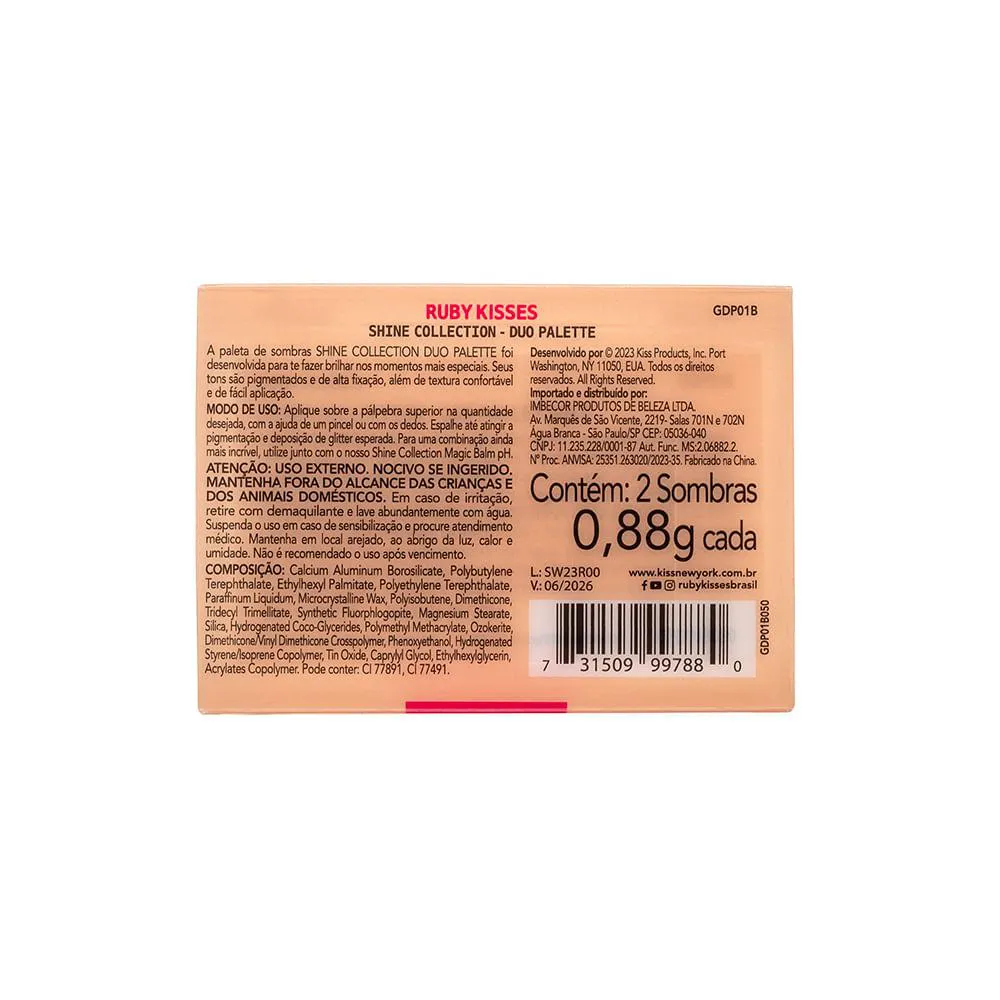 RUBY KISSES
SHINE COLLECTION - DUO PALETTE
GDP01B
A paleta de sombras SHINE COLLECTION DUO PALETTE foi
desenvolvida para te fazer brilhar nos momentos mais especiais. Seus
tons são pigmentados e de alta fixação, além de textura confortável
e de fácil aplicação.
MODO DE USO: Aplique sobre a pálpebra superior na quantidade
desejada, com a ajuda de um pincel ou com os dedos. Espalhe até atingir a
pigmentação e deposição de glitter esperada. Para uma combinação ainda
mais incrível, utilize junto com o nosso Shine Collection Magic Balm pH.
ATENÇÃO: USO EXTERNO. NOCIVO SE INGERIDO.
MANTENHA FORA DO ALCANCE DAS CRIANÇAS E
DOS ANIMAIS DOMÉSTICOS. Em caso de irritação,
retire com demaquilante e lave abundantemente com água.
Suspenda o uso em caso de sensibilização e procure atendimento
médico. Mantenha em local arejado, ao abrigo da luz, calor e
umidade. Não é recomendado o uso após vencimento.
COMPOSIÇÃO: Calcium Aluminum Borosilicate, Polybutylene
Terephthalate, Ethylhexyl Palmitate, Polyethylene Terephthalate,
Paraffinum Liquidum, Microcrystalline Wax, Polyisobutene, Dimethicone,
Tridecyl Trimellitate, Synthetic Fluorphlogopite, Magnesium Stearate,
Silica, Hydrogenated Coco-Glycerides, Polymethyl Methacrylate, Ozokerite,
Dimethicone/Vinyl Dimethicone Crosspolymer, Phenoxyethanol, Hydrogenated
Styrene/Isoprene Copolymer, Tin Oxide, Caprylyl Glycol, Ethylhexylglycerin,
Acrylates Copolymer. Pode conter: CI 77891, CI 77491.
Desenvolvido por © 2023 Kiss Products, Inc. Port
Washington, NY 11050, EUA. Todos os direitos
reservados. All Rights Reserved.
Importado e distribuído por:
IMBECOR PRODUTOS DE BELEZA LTDA.
Av. Marquês de São Vicente, 2219- Salas 701N e 702N
Água Branca - São Paulo/SP CEP: 05036-040
CNPJ: 11.235.228/0001-87 Aut. Func. MS:2.06882.2.
Nº Proc. ANVISA: 25351.263020/2023-35. Fabricado na China.
Contém: 2 Sombras
0,88g cada
L.: SW23R00
V.: 06/2026
www.kissnewyork.com.br
rubykissesbrasil
7 31509 99788 0
GDP01B050